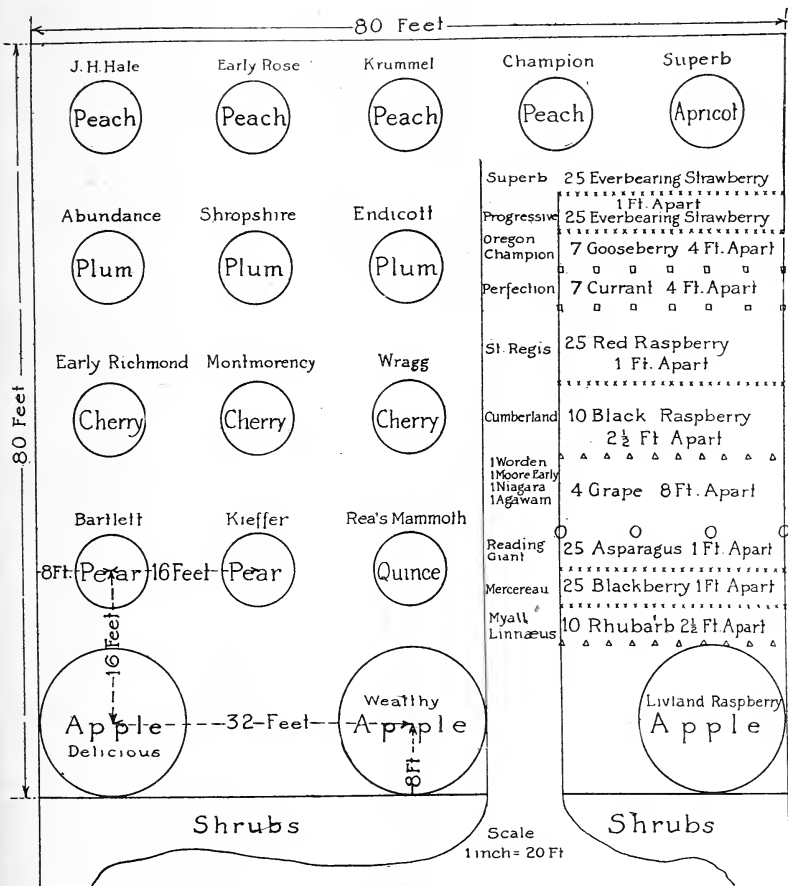 80 Feet
J. H. Hale
Early Rose
Krummel
Champion
Superb
Peach
Peach
Peach
Peach
Apricot
Superb 25 Everbearing Strawberry
1 Ft. Apart
Progressive 25 Everbearing Strawberry
Oregon
Champion
7 Gooseberry 4 Ft. Apart
Perfection 7 Currant 4 Ft. Apart
Abundance
Shropshire
Endicott
Plum
Plum
Plum
St. Regis 25 Red Raspberry
1 Ft. Apart
Early Richmond
Montmorency
Wragg
Cherry
Cherry
Cherry
80 Feet
Cumberland 10 Black Raspberry
2½ Ft Apart
1 Worden
1 Moore Early
1 Niagara
1 Agawam
4 Grape 8 Ft. Apart
Bartlett
Kieffer
Rea's Mammoth
8Ft.
Pear
16 Feet
Pear
Quince
Reading
Giant
25 Asparagus 1 Ft. Apart
Mercereau 25 Blackberry 1 Ft Apart
Myall
Linnæus
10 Rhubarb 2½ Ft. Apart
16 Feet
Apple
Delicious
32-Feet
Wealthy
Apple
8Ft
Livland Raspberry
Apple
Shrubs
Shrubs
Scale
1 inch = 20 Ft